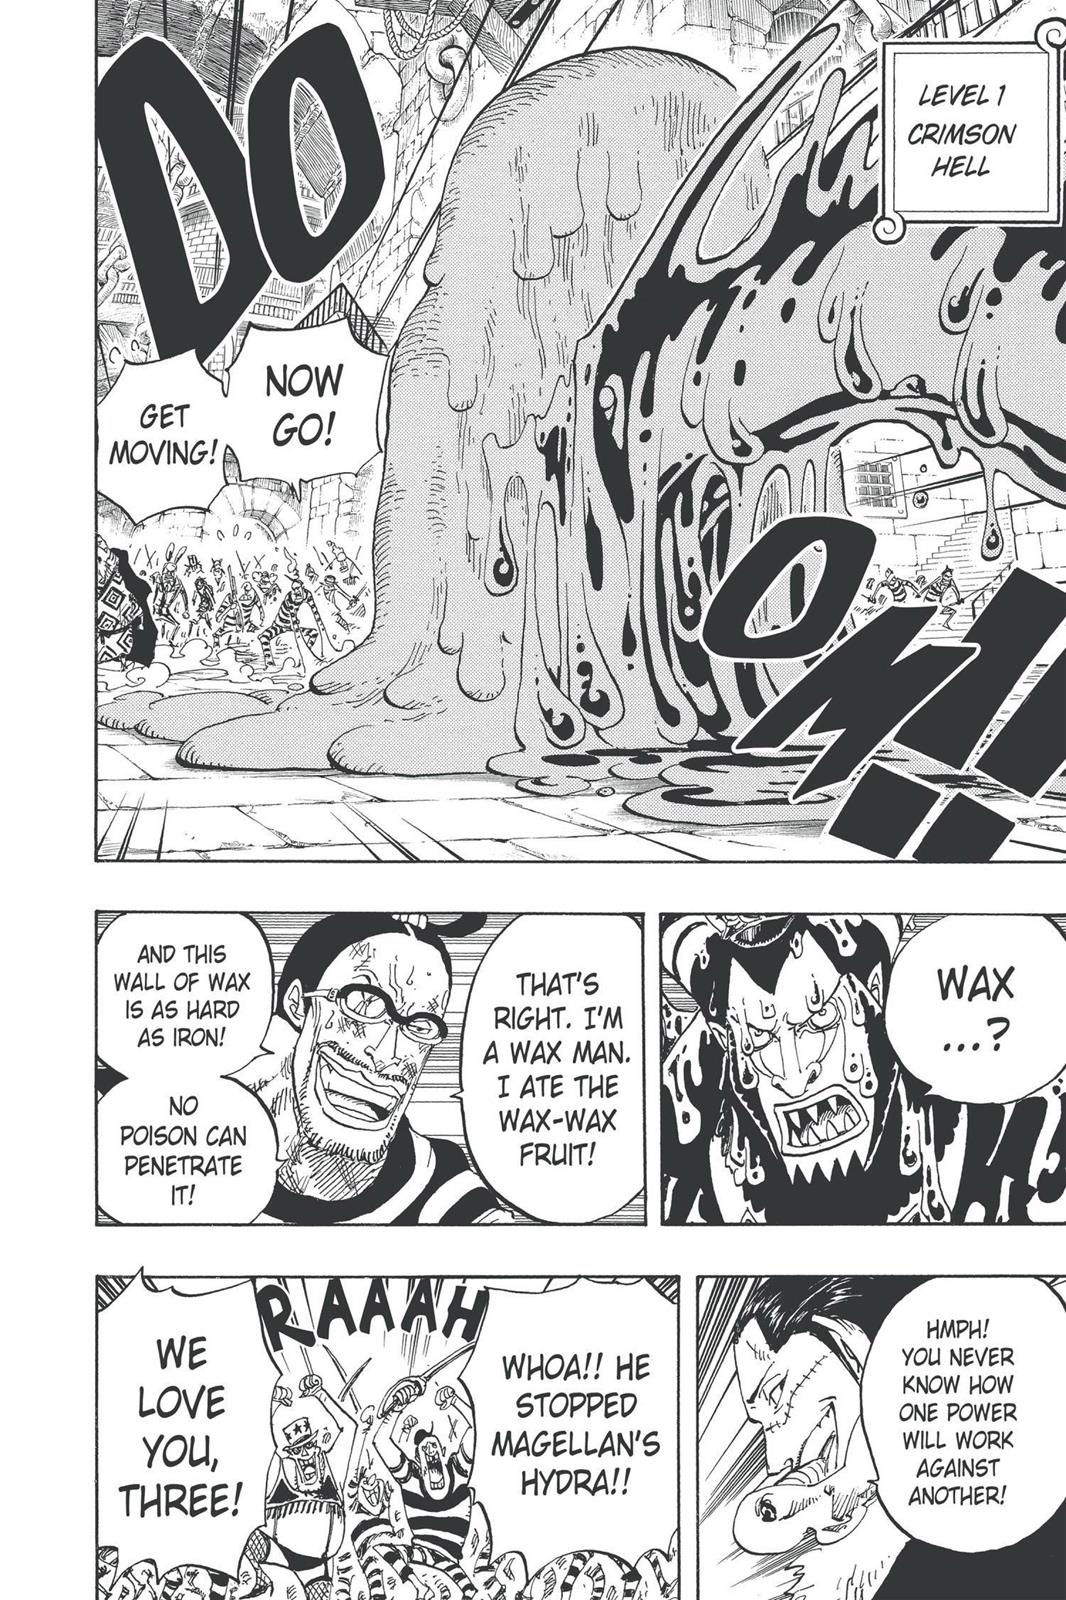 LEVEL 1
CRIMSON
HELL
DOOM!!
NOW
GO!
GET
MOVING!
WAX
...?
THAT'S
RIGHT. I'M
A WAX MAN.
I ATE THE
WAX-WAX
FRUIT!
AND THIS
WALL OF WAX
IS AS HARD
AS IRON!
NO
POISON CAN
PENETRATE
IT!
HMPH!
YOU NEVER
KNOW HOW
ONE POWER
WILL WORK
AGAINST
ANOTHER!
WHOA!! HE
STOPPED
MAGELLAN'S
HYDRA!!
RAAAH
WE
LOVE
YOU,
THREE!